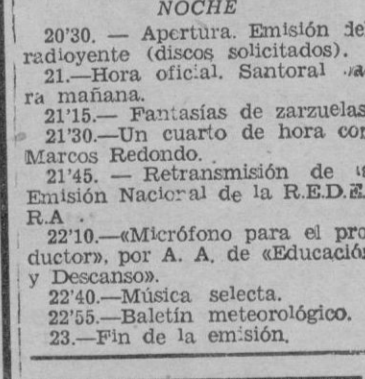 NOCHE
20'30. — Apertura. Emisión de
radioyente (discos solicitados).
21.—Hora oficial. Santoral
ra mañana.
21'15.— Fantasías de zarzuelas
21'30.—Un cuarto de hora con
Marcos Redondo.
21'45. — Retransmisión de
Emisión Nacional de la R.E.D.E
R.A.
22'10.—«Micrófono para el pro
ductor», por A. A. de «Educación
y Descanso».
22'40.—Música selecta.
22'55.—Baletín meteorológico.
23.—Fin de la emisión.